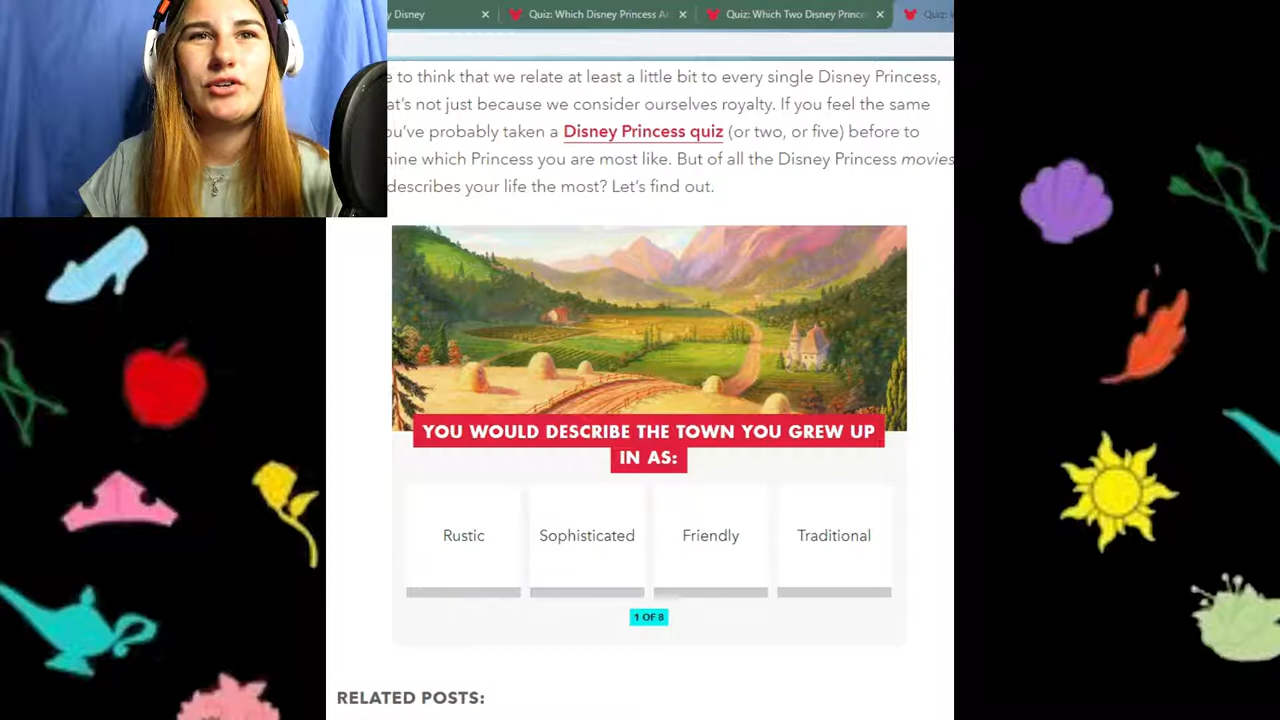 y Disney
Quiz: Which Disney Princess Ar
Quiz: Which Two Disney Prince
Quiz:
e to think that we relate at least a little bit to every single Disney Princess,
at's not just because we consider ourselves royalty. If you feel the same
ou've probably taken a Disney Princess quiz (or two, or five) before to
mine which Princess you are most like. But of all the Disney Princess movies
describes your life the most? Let's find out.
YOU WOULD DESCRIBE THE TOWN YOU GREW UP
IN AS:
Rustic
Sophisticated
Friendly
Traditional
1 OF 8
RELATED POSTS: